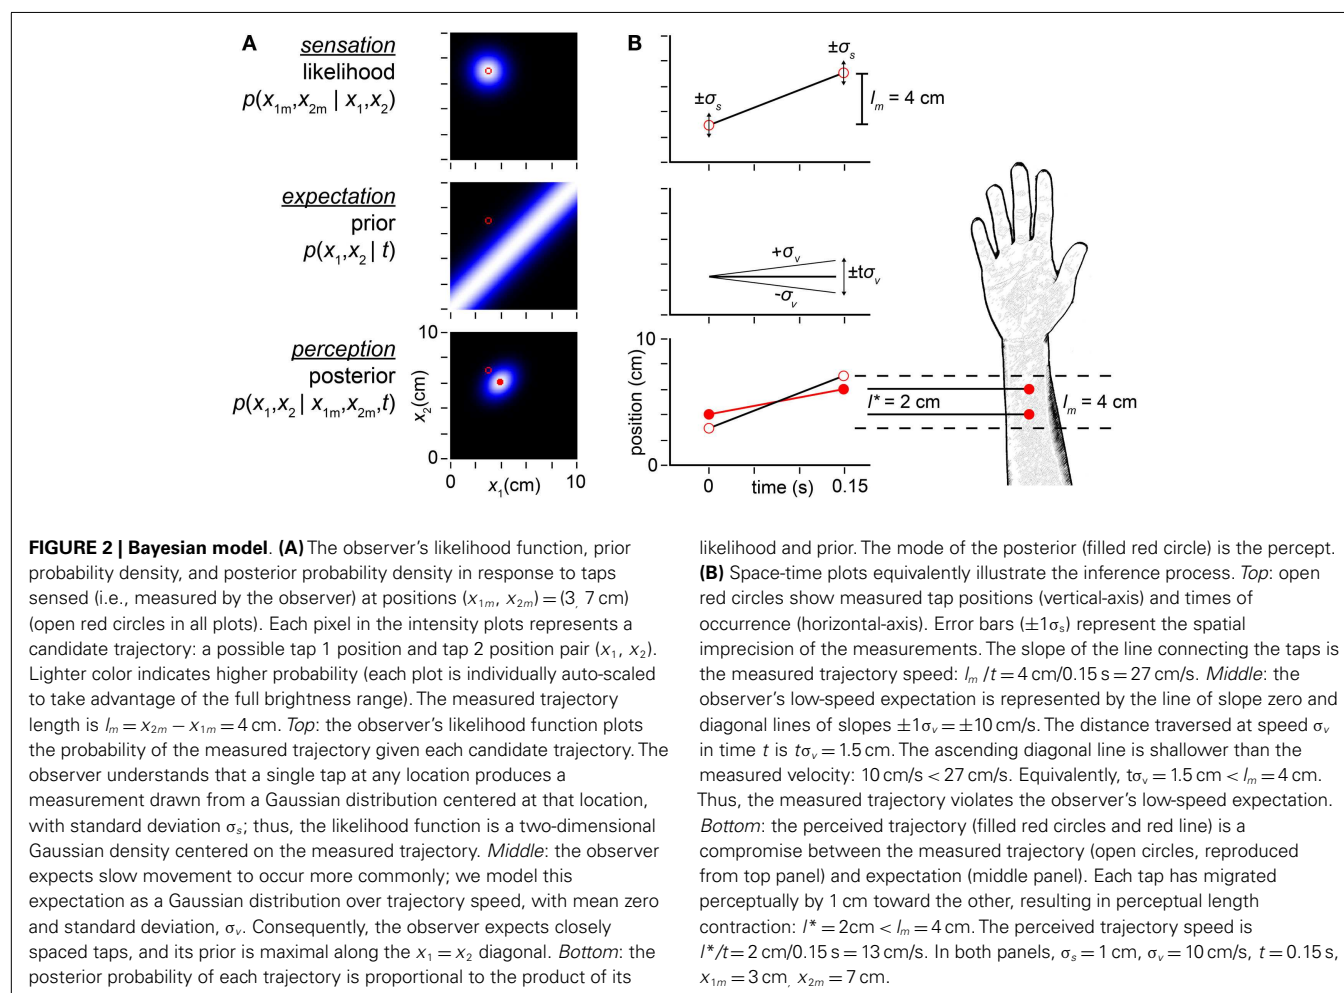 A
sensation
likelihood
p(x1m,x2m | x1,x2)
expectation
prior
p(x1,x2 | t)
perception
posterior
p(x1,x2 | x1m,x2m,t)
10
x2(cm)
0
0
x1(cm)
10
B
±σs
±σs
lm = 4 cm
+σv
-σv
±tσv
10
position (cm)
0
0
time (s)
0.15
l* = 2 cm
lm = 4 cm
FIGURE 2 | Bayesian model. (A) The observer's likelihood function, prior
probability density, and posterior probability density in response to taps
sensed (i.e., measured by the observer) at positions (x1m, x2m) = (3, 7 cm)
(open red circles in all plots). Each pixel in the intensity plots represents a
candidate trajectory: a possible tap 1 position and tap 2 position pair (x1, x2).
Lighter color indicates higher probability (each plot is individually auto-scaled
to take advantage of the full brightness range). The measured trajectory
length is lm = x2m − x1m = 4 cm. Top: the observer's likelihood function plots
the probability of the measured trajectory given each candidate trajectory. The
observer understands that a single tap at any location produces a
measurement drawn from a Gaussian distribution centered at that location,
with standard deviation σs; thus, the likelihood function is a two-dimensional
Gaussian density centered on the measured trajectory. Middle: the observer
expects slow movement to occur more commonly; we model this
expectation as a Gaussian distribution over trajectory speed, with mean zero
and standard deviation, σv. Consequently, the observer expects closely
spaced taps, and its prior is maximal along the x1 = x2 diagonal. Bottom: the
posterior probability of each trajectory is proportional to the product of its
likelihood and prior. The mode of the posterior (filled red circle) is the percept.
(B) Space-time plots equivalently illustrate the inference process. Top: open
red circles show measured tap positions (vertical-axis) and times of
occurrence (horizontal-axis). Error bars (±1σs) represent the spatial
imprecision of the measurements. The slope of the line connecting the taps is
the measured trajectory speed: lm /t = 4 cm/0.15 s = 27 cm/s. Middle: the
observer's low-speed expectation is represented by the line of slope zero and
diagonal lines of slopes ±1σv = ±10 cm/s. The distance traversed at speed σv
in time t is tσv = 1.5 cm. The ascending diagonal line is shallower than the
measured velocity: 10 cm/s < 27 cm/s. Equivalently, tσv = 1.5 cm < lm = 4 cm.
Thus, the measured trajectory violates the observer's low-speed expectation.
Bottom: the perceived trajectory (filled red circles and red line) is a
compromise between the measured trajectory (open circles, reproduced
from top panel) and expectation (middle panel). Each tap has migrated
perceptually by 1 cm toward the other, resulting in perceptual length
contraction: l* = 2cm < lm = 4 cm. The perceived trajectory speed is
l*/t = 2 cm/0.15 s = 13 cm/s. In both panels, σs = 1 cm, σv = 10 cm/s, t = 0.15 s,
x1m = 3 cm, x2m = 7 cm.